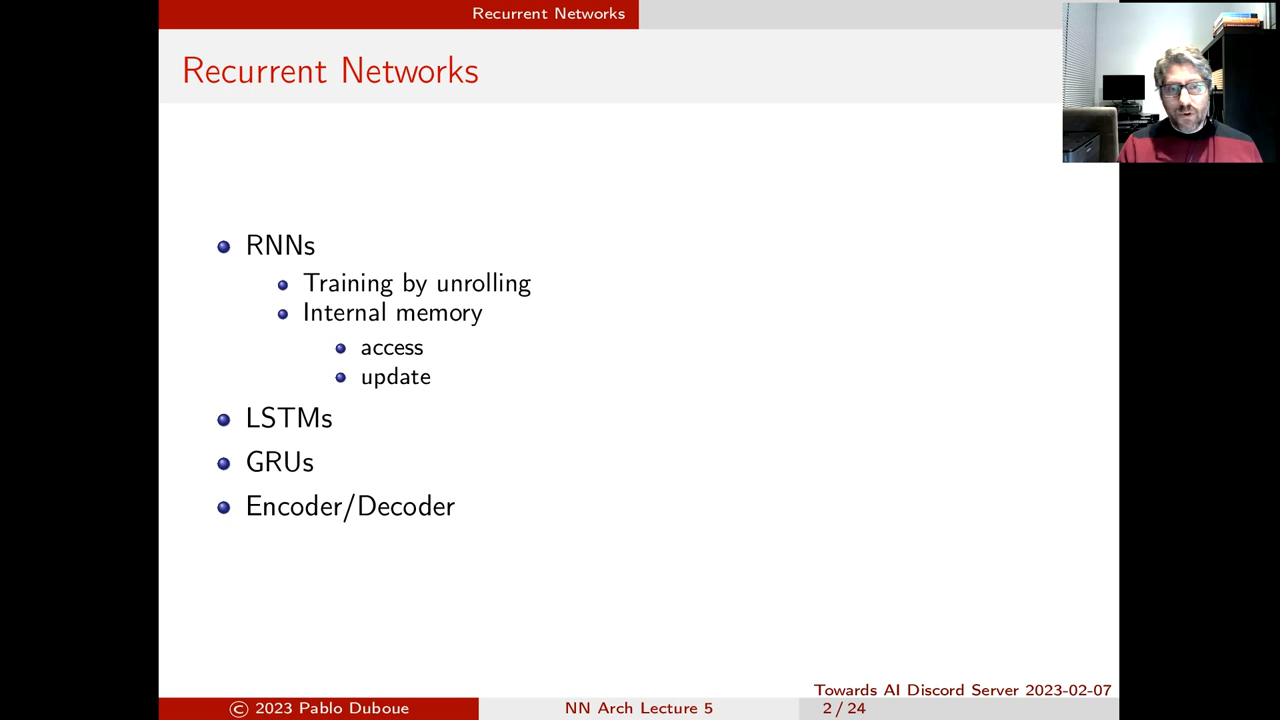 Recurrent Networks
Recurrent Networks
RNNs
Training by unrolling
Internal memory
access
update
LSTMs
GRUs
Encoder/Decoder
Towards AI Discord Server 2023-02-07
© 2023 Pablo Duboue
NN Arch Lecture 5
2 / 24